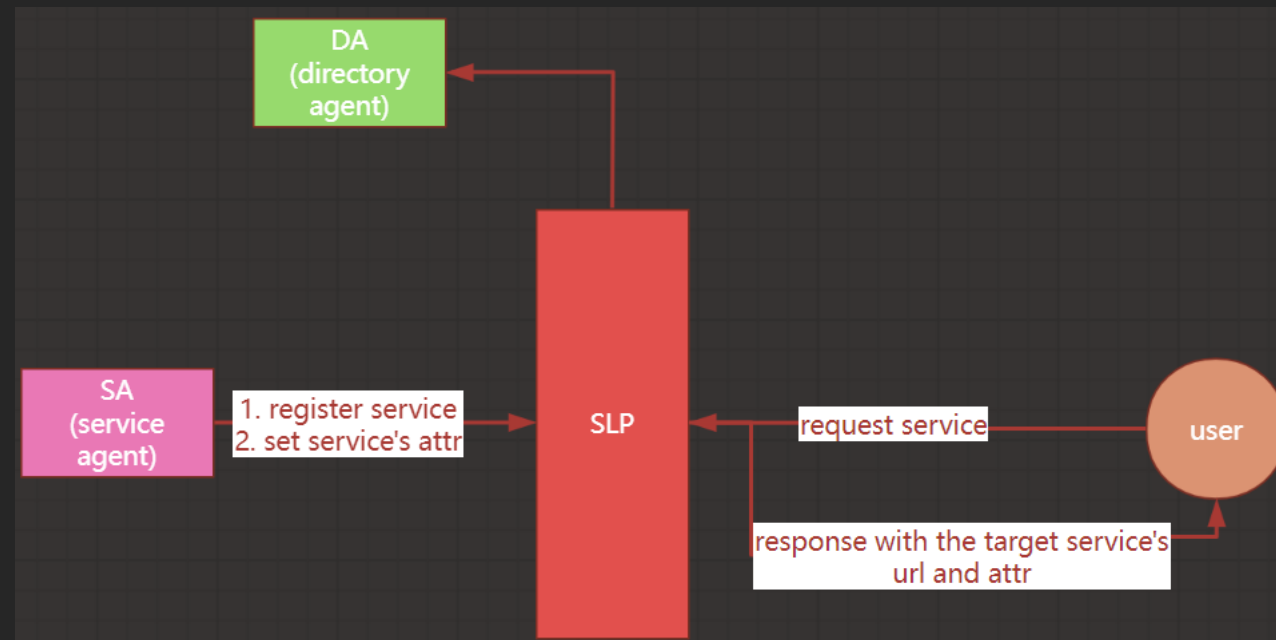 DA
(directory
agent)
SA
(service
agent)
1. register service
2. set service's attr
SLP
request service
user
response with the target service's
url and attr